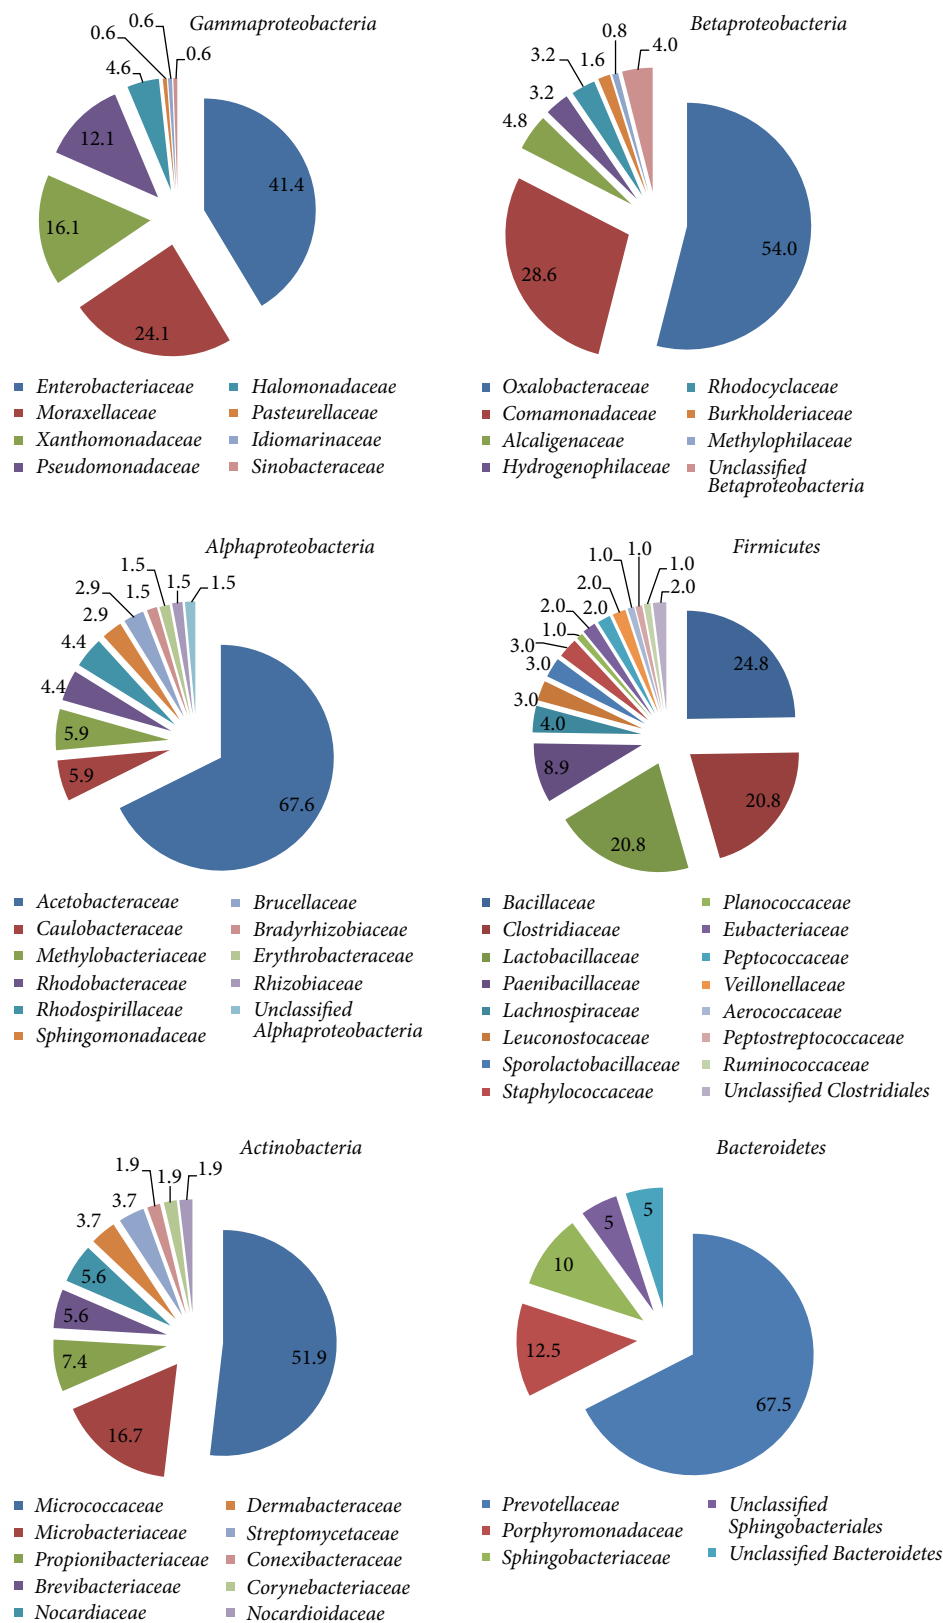 Gammaproteobacteria
0.6
0.6
0.6
4.6
12.1
41.4
16.1
24.1
Enterobacteriaceae
Moraxellaceae
Xanthomonadaceae
Pseudomonadaceae
Halomonadaceae
Pasteurellaceae
Idiomarinaceae
Sinobacteraceae
Betaproteobacteria
0.8
4.0
3.2
1.6
3.2
4.8
54.0
28.6
Oxalobacteraceae
Comamonadaceae
Alcaligenaceae
Hydrogenophilaceae
Rhodocyclaceae
Burkholderiaceae
Methylophilaceae
Unclassified
Betaproteobacteria
Alphaproteobacteria
1.5
1.5
1.5
2.9
1.5
2.9
4.4
4.4
5.9
5.9
67.6
Acetobacteraceae
Caulobacteraceae
Methylobacteriaceae
Rhodobacteraceae
Rhodospirillaceae
Sphingomonadaceae
Brucellaceae
Bradyrhizobiaceae
Erythrobacteraceae
Rhizobiaceae
Unclassified
Alphaproteobacteria
Firmicutes
1.0
1.0
1.0
2.0
2.0
2.0
2.0
1.0
3.0
3.0
3.0
4.0
8.9
24.8
20.8
20.8
Bacillaceae
Clostridiaceae
Lactobacillaceae
Paenibacillaceae
Lachnospiraceae
Leuconostocaceae
Sporolactobacillaceae
Staphylococcaceae
Planococcaceae
Eubacteriaceae
Peptococcaceae
Veillonellaceae
Aerococcaceae
Peptostreptococcaceae
Ruminococcaceae
Unclassified Clostridiales
Actinobacteria
1.9
1.9
1.9
3.7
3.7
5.6
5.6
7.4
16.7
51.9
Micrococcaceae
Microbacteriaceae
Propionibacteriaceae
Brevibacteriaceae
Nocardiaceae
Dermabacteraceae
Streptomycetaceae
Conexibacteraceae
Corynebacteriaceae
Nocardioidaceae
Bacteroidetes
5
5
10
12.5
67.5
Prevotellaceae
Porphyromonadaceae
Sphingobacteriaceae
Unclassified
Sphingobacteriales
Unclassified Bacteroidetes